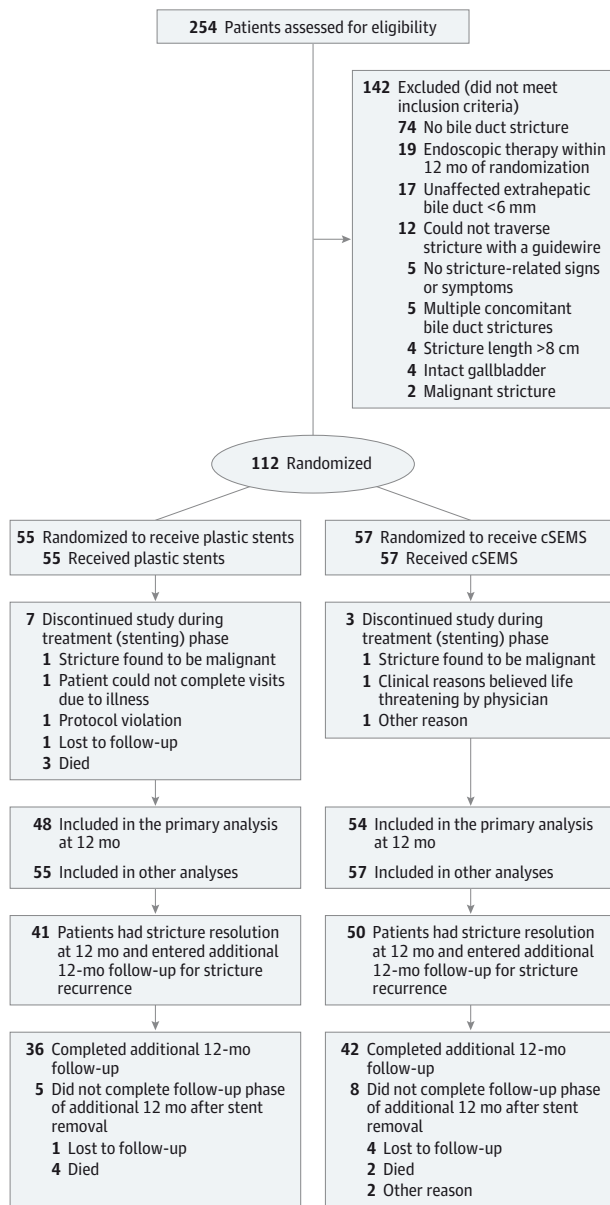 254 Patients assessed for eligibility
142 Excluded (did not meet
inclusion criteria)
74 No bile duct stricture
19 Endoscopic therapy within
12 mo of randomization
17 Unaffected extrahepatic
bile duct <6 mm
12 Could not traverse
stricture with a guidewire
5 No stricture-related signs
or symptoms
5 Multiple concomitant
bile duct strictures
4 Stricture length >8 cm
4 Intact gallbladder
2 Malignant stricture
112 Randomized
55 Randomized to receive plastic stents
55 Received plastic stents
57 Randomized to receive cSEMS
57 Received cSEMS
7 Discontinued study during
treatment (stenting) phase
1 Stricture found to be malignant
1 Patient could not complete visits
due to illness
1 Protocol violation
1 Lost to follow-up
3 Died
3 Discontinued study during
treatment (stenting) phase
1 Stricture found to be malignant
1 Clinical reasons believed life
threatening by physician
1 Other reason
48 Included in the primary analysis
at 12 mo
55 Included in other analyses
54 Included in the primary analysis
at 12 mo
57 Included in other analyses
41 Patients had stricture resolution
at 12 mo and entered additional
12-mo follow-up for stricture
recurrence
50 Patients had stricture resolution
at 12 mo and entered additional
12-mo follow-up for stricture
recurrence
36 Completed additional 12-mo
follow-up
5 Did not complete follow-up phase
of additional 12 mo after stent
removal
1 Lost to follow-up
4 Died
42 Completed additional 12-mo
follow-up
8 Did not complete follow-up phase
of additional 12 mo after stent
removal
4 Lost to follow-up
2 Died
2 Other reason